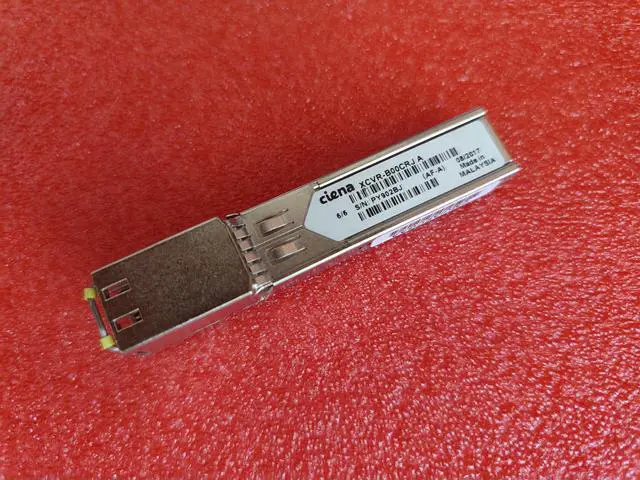 ciena XCVR-B00CRJ A 08/2017
(AF-A) Made in
6/6 S/N: PY902BJ MALAYSIA